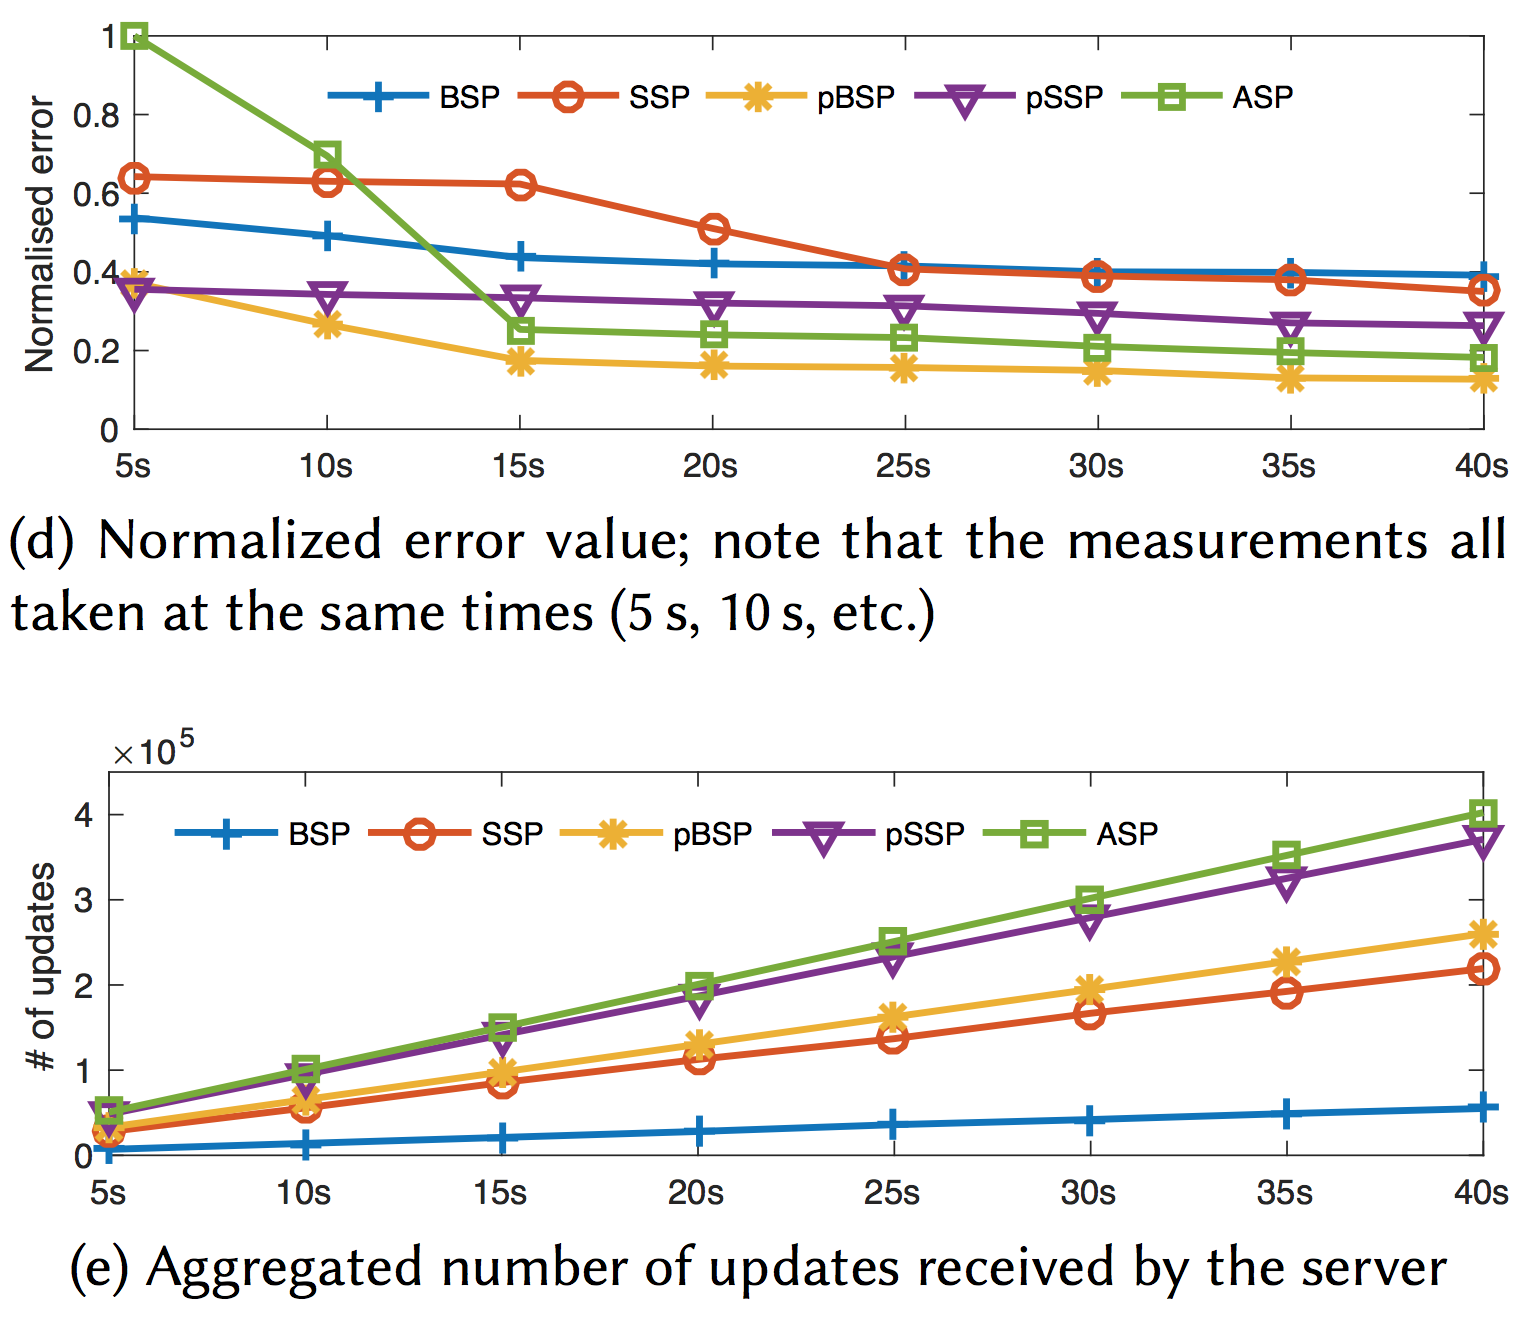 1
BSP SSP pBSP pSSP ASP
0.8
0.6
0.4
0.2
0
Normalised error
5s 10s 15s 20s 25s 30s 35s 40s
(d) Normalized error value; note that the measurements all
taken at the same times (5 s, 10 s, etc.)
×10⁵
4
BSP SSP pBSP pSSP ASP
3
2
1
0
# of updates
5s 10s 15s 20s 25s 30s 35s 40s
(e) Aggregated number of updates received by the server